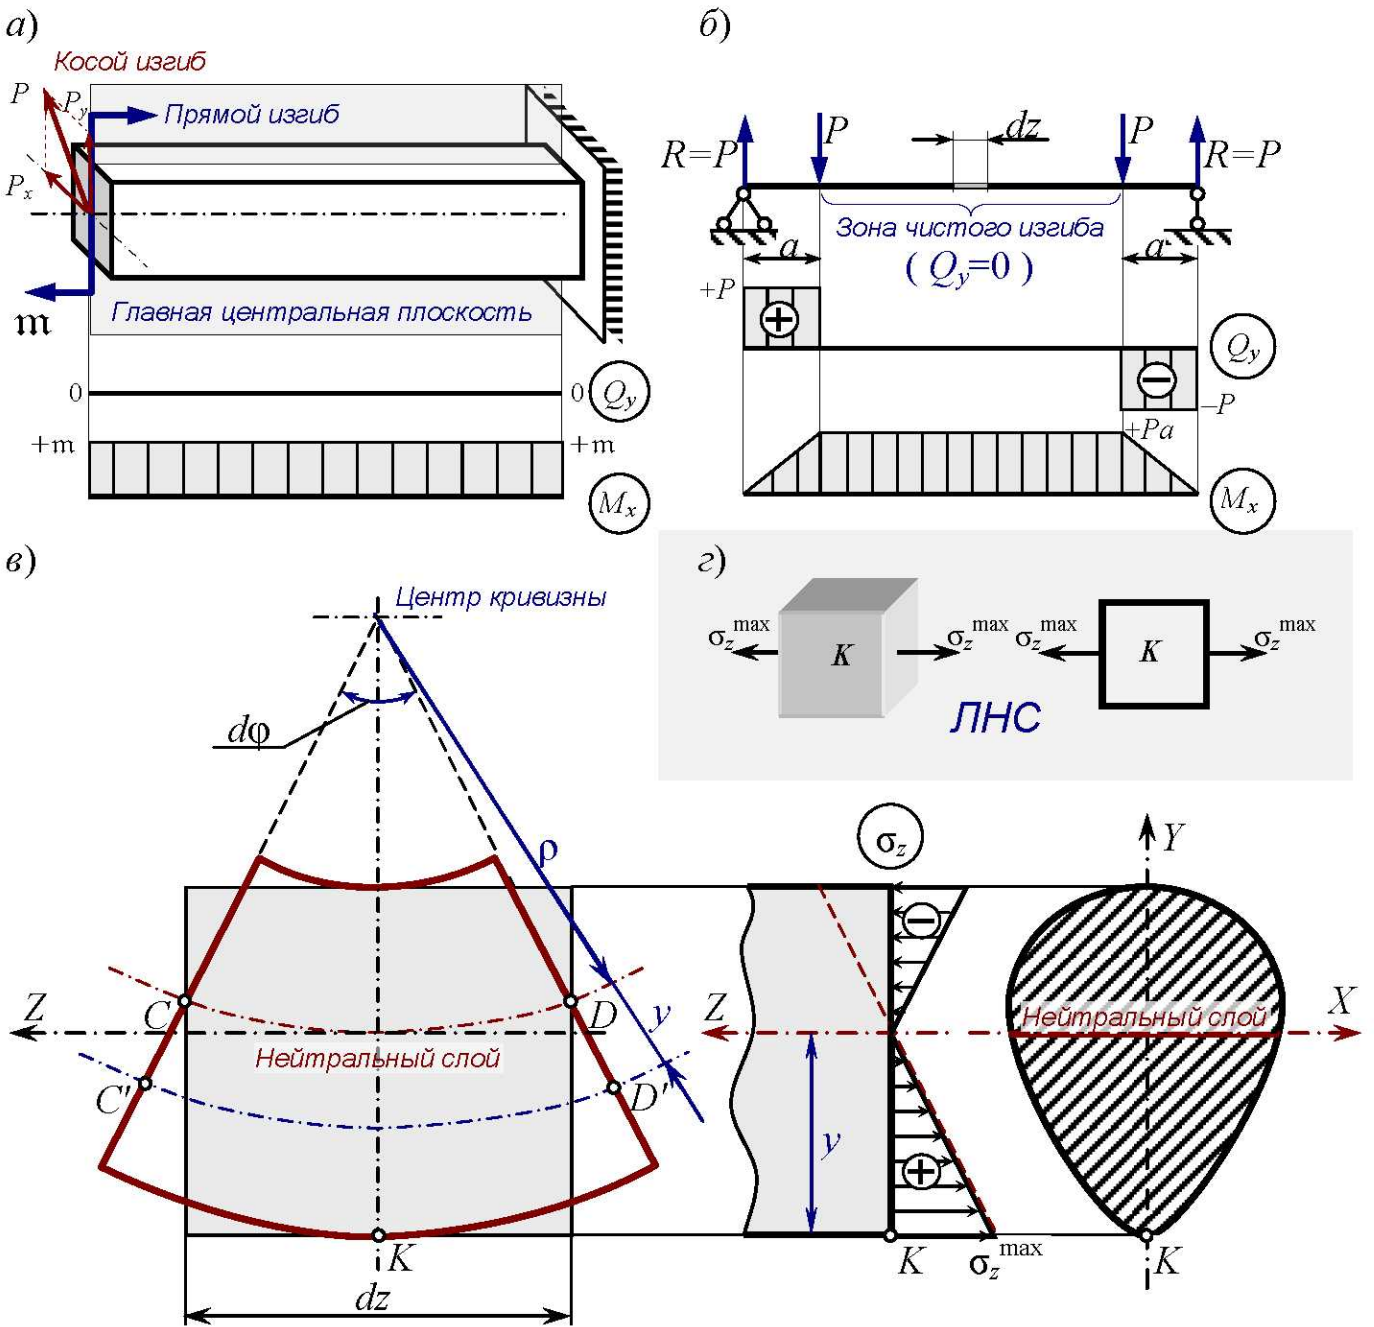 а)
Косой изгиб
P
Py
Прямой изгиб
Px
m
Главная центральная плоскость
0
0
Qy
+m
+m
Mx
б)
R=P
P
dz
P
R=P
Зона чистого изгиба
( Qy=0 )
a
a
+P
+
Qy
−
−P
+Pa
Mx
в)
Центр кривизны
dφ
ρ
Z
C
D
y
Нейтральный слой
C'
D'
K
dz
г)
σz max
K
σz max
σz max
K
σz max
ЛНС
σz
−
Z
y
+
K
σz max
Y
X
Нейтральный слой
K